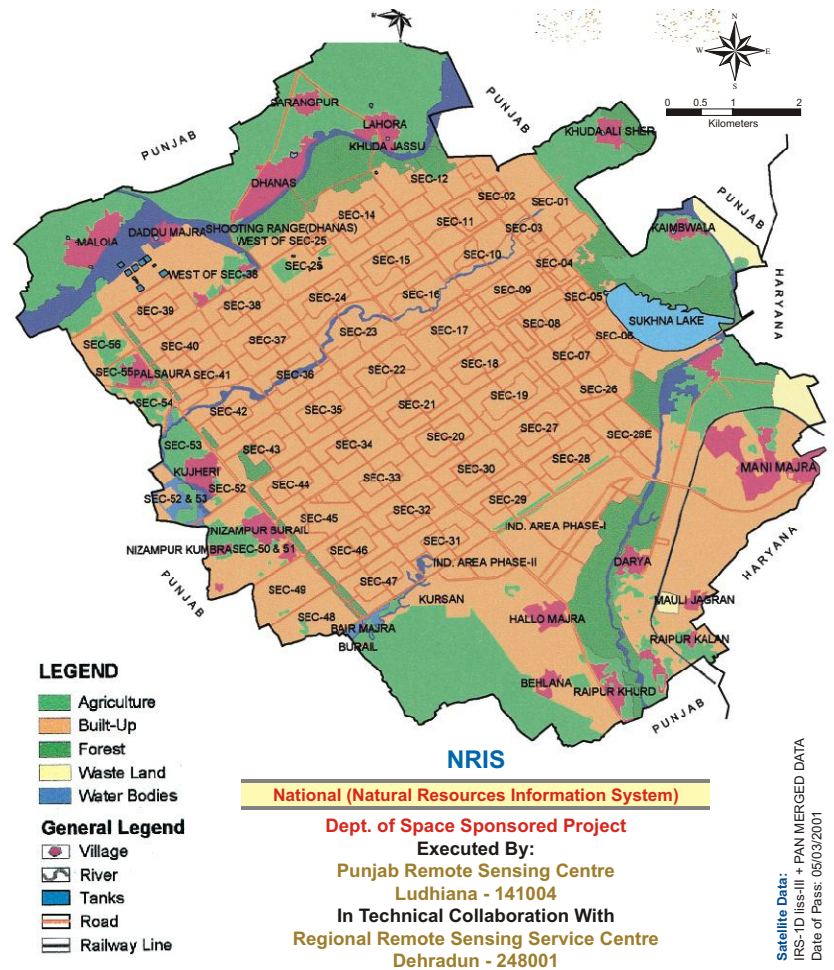 N
W
E
S
W
0 0.5 1 2
Kilometers
PUNJAB
PUNJAB
PUNJAB
HARYANA
HARYANA
PUNJAB
PUNJAB
SARANGPUR
LAHORA
KHUDA JASSU
KHUDA ALI SHER
DHANAS
SEC-12
SEC-02
SEC-01
KAIMBWALA
SEC-14
SEC-11
SEC-03
MALOIA
DADDU MAJRA
SHOOTING RANGE(DHANAS)
WEST OF SEC-25
SEC-10
SEC-15
SEC-04
SEC-25
WEST OF SEC-38
SEC-09
SEC-05
SEC-16
SEC-24
SEC-38
SEC-39
SUKHNA LAKE
SEC-08
SEC-06
SEC-17
SEC-23
SEC-37
SEC-40
SEC-56
SEC-07
SEC-18
SEC-22
SEC-36
SEC-41
SEC-55
PALSAURA
SEC-26
SEC-19
SEC-21
SEC-35
SEC-42
SEC-54
SEC-27
SEC-26E
SEC-20
SEC-34
SEC-43
SEC-53
SEC-28
SEC-30
MANI MAJRA
KUJHERI
SEC-33
SEC-44
SEC-52
SEC-52 & 53
SEC-29
SEC-32
SEC-45
IND. AREA PHASE-I
NIZAMPUR BURAIL
SEC-31
SEC-46
NIZAMPUR KUMBRA
SEC-50 & 51
IND. AREA PHASE-II
DARYA
SEC-47
SEC-49
KURSAN
MAULI JAGRAN
SEC-48
HALLO MAJRA
BAIR MAJRA
BURAIL
RAIPUR KALAN
BEHLANA
RAIPUR KHURD
LEGEND
Agriculture
Built-Up
Forest
Waste Land
Water Bodies
General Legend
Village
River
Tanks
Road
Railway Line
NRIS
National (Natural Resources Information System)
Dept. of Space Sponsored Project
Executed By:
Punjab Remote Sensing Centre
Ludhiana - 141004
In Technical Collaboration With
Regional Remote Sensing Service Centre
Dehradun - 248001
Satellite Data:
IRS-1D liss-III + PAN MERGED DATA
Date of Pass: 05/03/2001